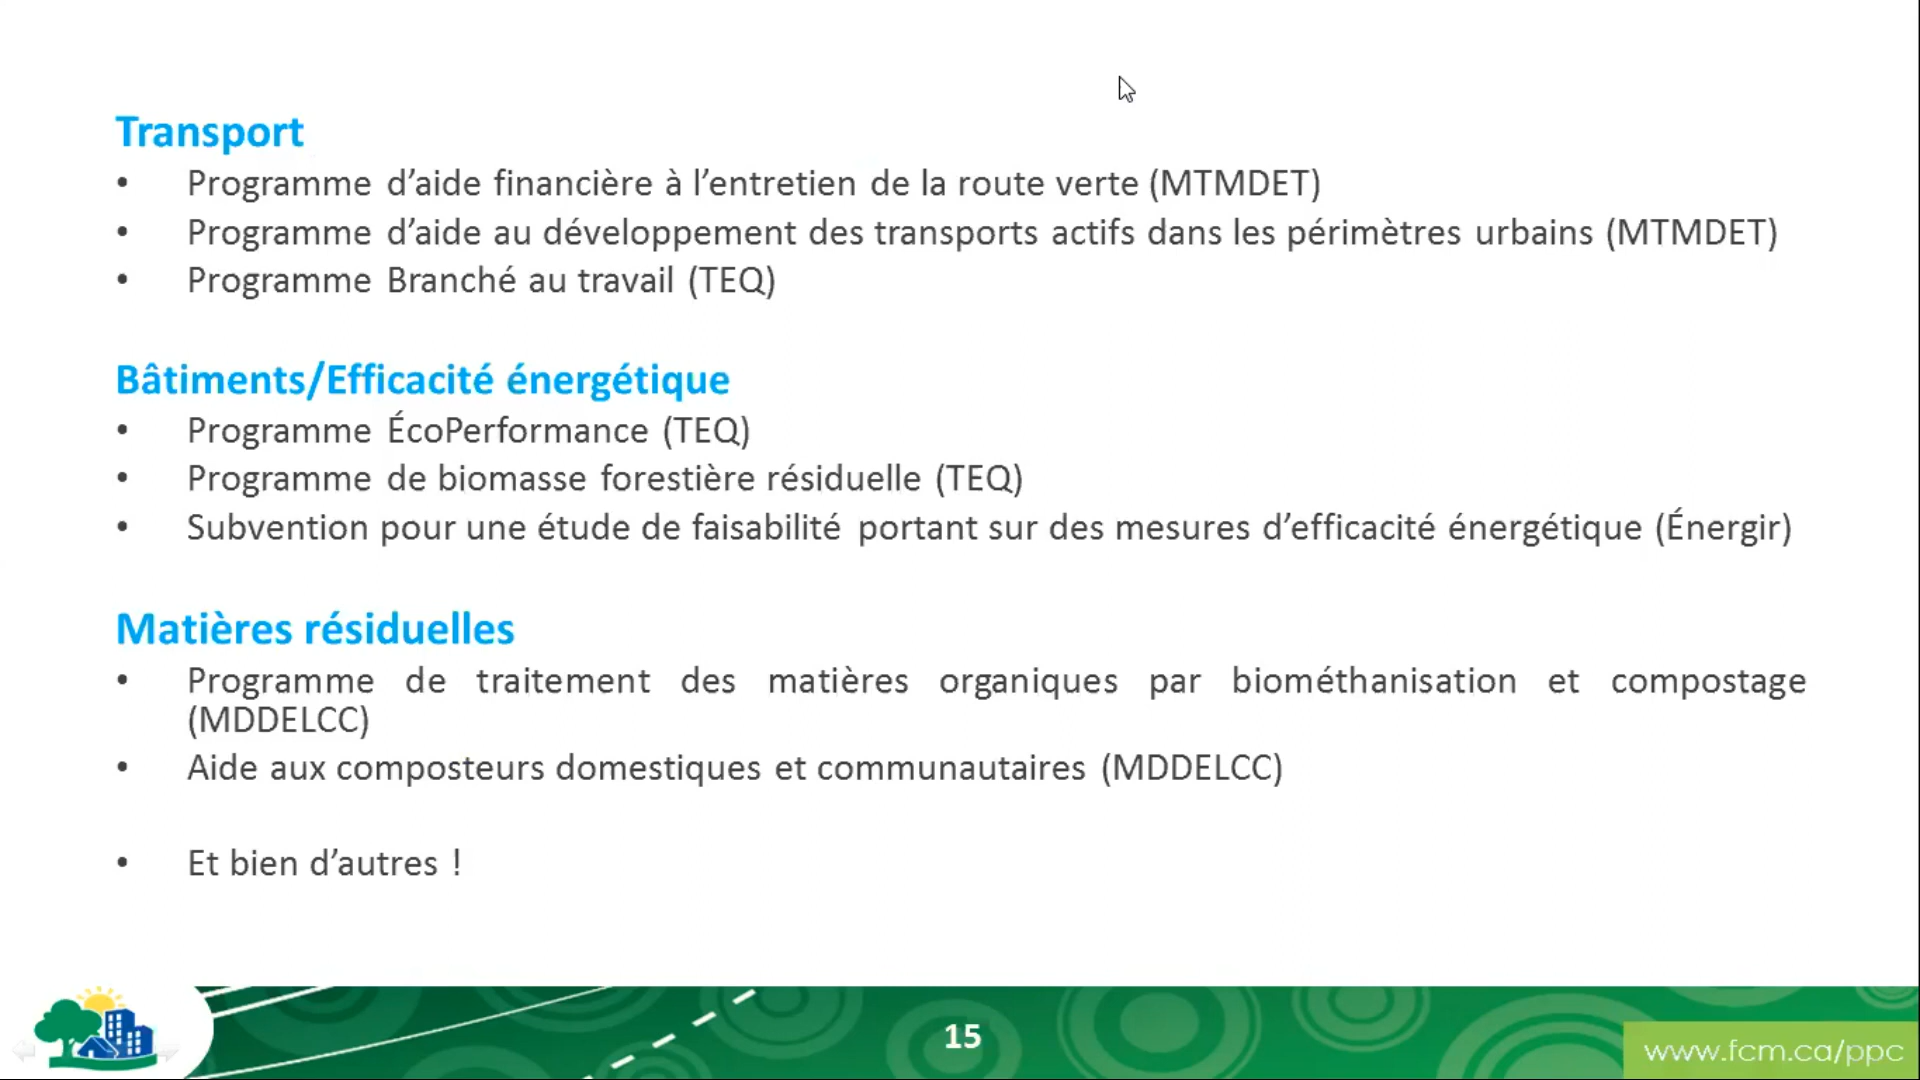 Transport
• Programme d’aide financière à l’entretien de la route verte (MTMDET)
• Programme d’aide au développement des transports actifs dans les périmètres urbains (MTMDET)
• Programme Branché au travail (TEQ)
Bâtiments/Efficacité énergétique
• Programme ÉcoPerformance (TEQ)
• Programme de biomasse forestière résiduelle (TEQ)
• Subvention pour une étude de faisabilité portant sur des mesures d’efficacité énergétique (Énergir)
Matières résiduelles
• Programme de traitement des matières organiques par biométhanisation et compostage
(MDDELCC)
• Aide aux composteurs domestiques et communautaires (MDDELCC)
• Et bien d’autres !
15
www.fcm.ca/ppc